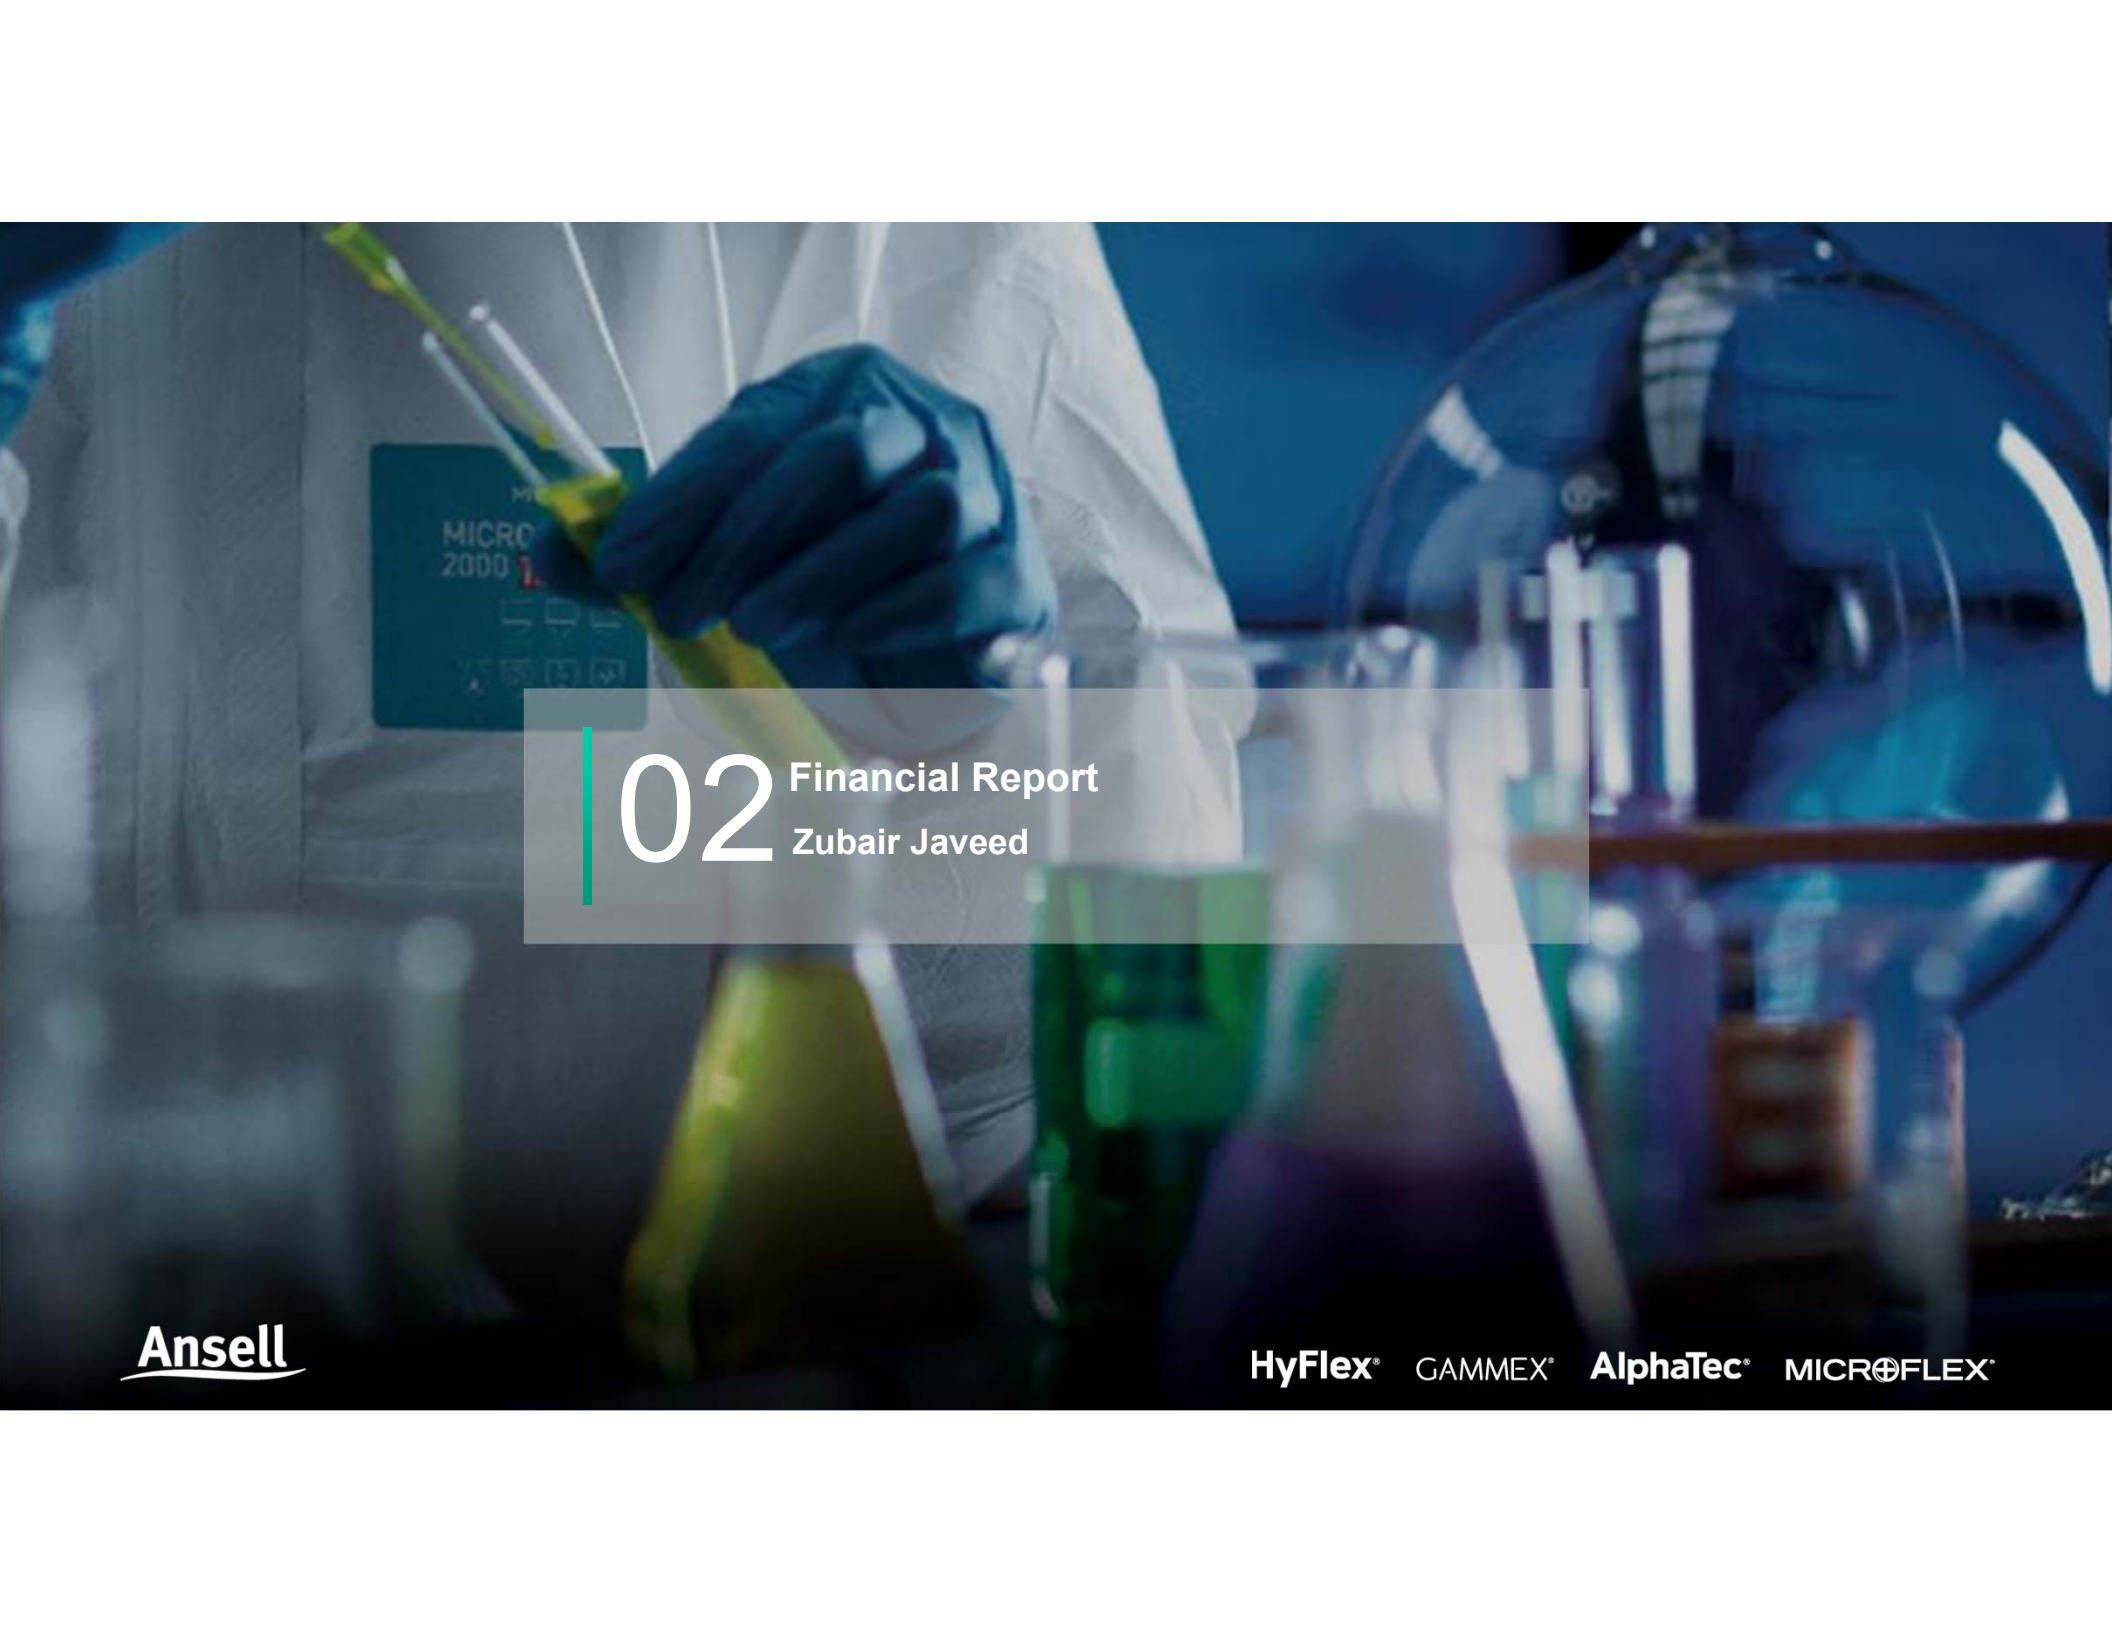 MICRO
2000
02
Financial Report
Zubair Javeed
Ansell
HyFlex®
GAMMEX®
AlphaTec®
MICROFLEX®